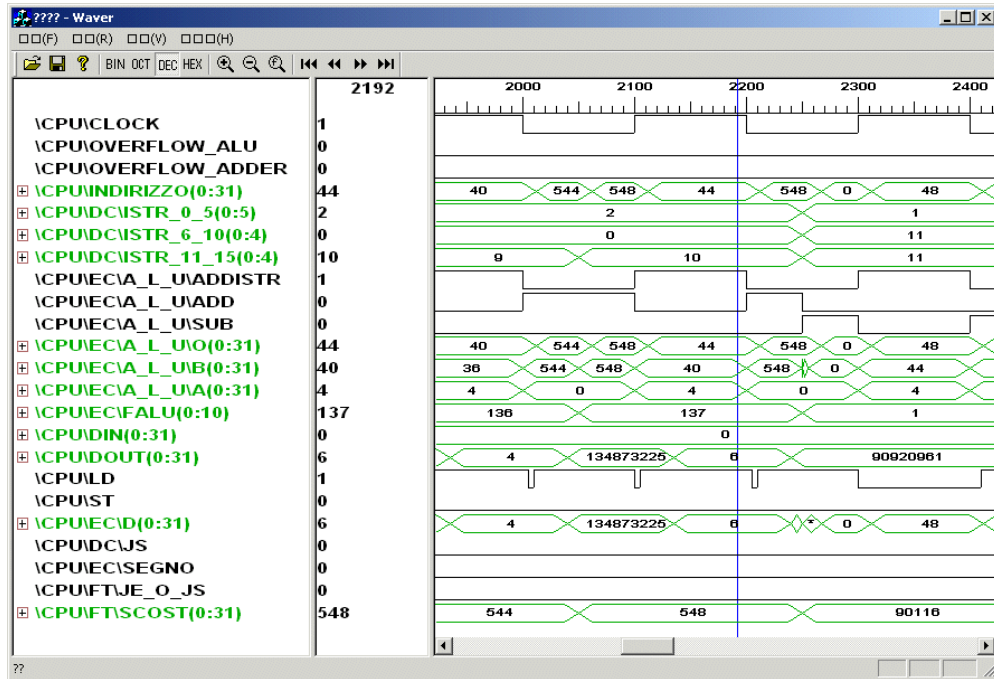 ???? - Waver
□□(F) □□(R) □□(V) □□□(H)
BIN OCT DEC HEX
2192 2000 2100 2200 2300 2400
\CPU\CLOCK 1
\CPU\OVERFLOW_ALU 0
\CPU\OVERFLOW_ADDER 0
\CPU\INDIRIZZO(0:31) 44 40 544 548 44 548 0 48
\CPU\DC\ISTR_0_5(0:5) 2 2 1
\CPU\DC\ISTR_6_10(0:4) 0 0 11
\CPU\DC\ISTR_11_15(0:4) 10 9 10 11
\CPU\EC\A_L_U\ADDISTR 1
\CPU\EC\A_L_U\ADD 0
\CPU\EC\A_L_U\SUB 0
\CPU\EC\A_L_U\O(0:31) 44 40 544 548 44 548 0 48
\CPU\EC\A_L_U\B(0:31) 40 36 544 548 40 548 0 44
\CPU\EC\A_L_U\A(0:31) 4 4 0 4 0 4
\CPU\EC\FALU(0:10) 137 136 137 1
\CPU\DIN(0:31) 0 0
\CPU\DOUT(0:31) 6 4 134873225 6 90920961
\CPU\LD 1
\CPU\ST 0
\CPU\EC\D(0:31) 6 4 134873225 6 * 0 48
\CPU\DC\JS 0
\CPU\EC\SEGNO 0
\CPU\FT\JE_O_JS 0
\CPU\FT\SCOST(0:31) 548 544 548 90116
??